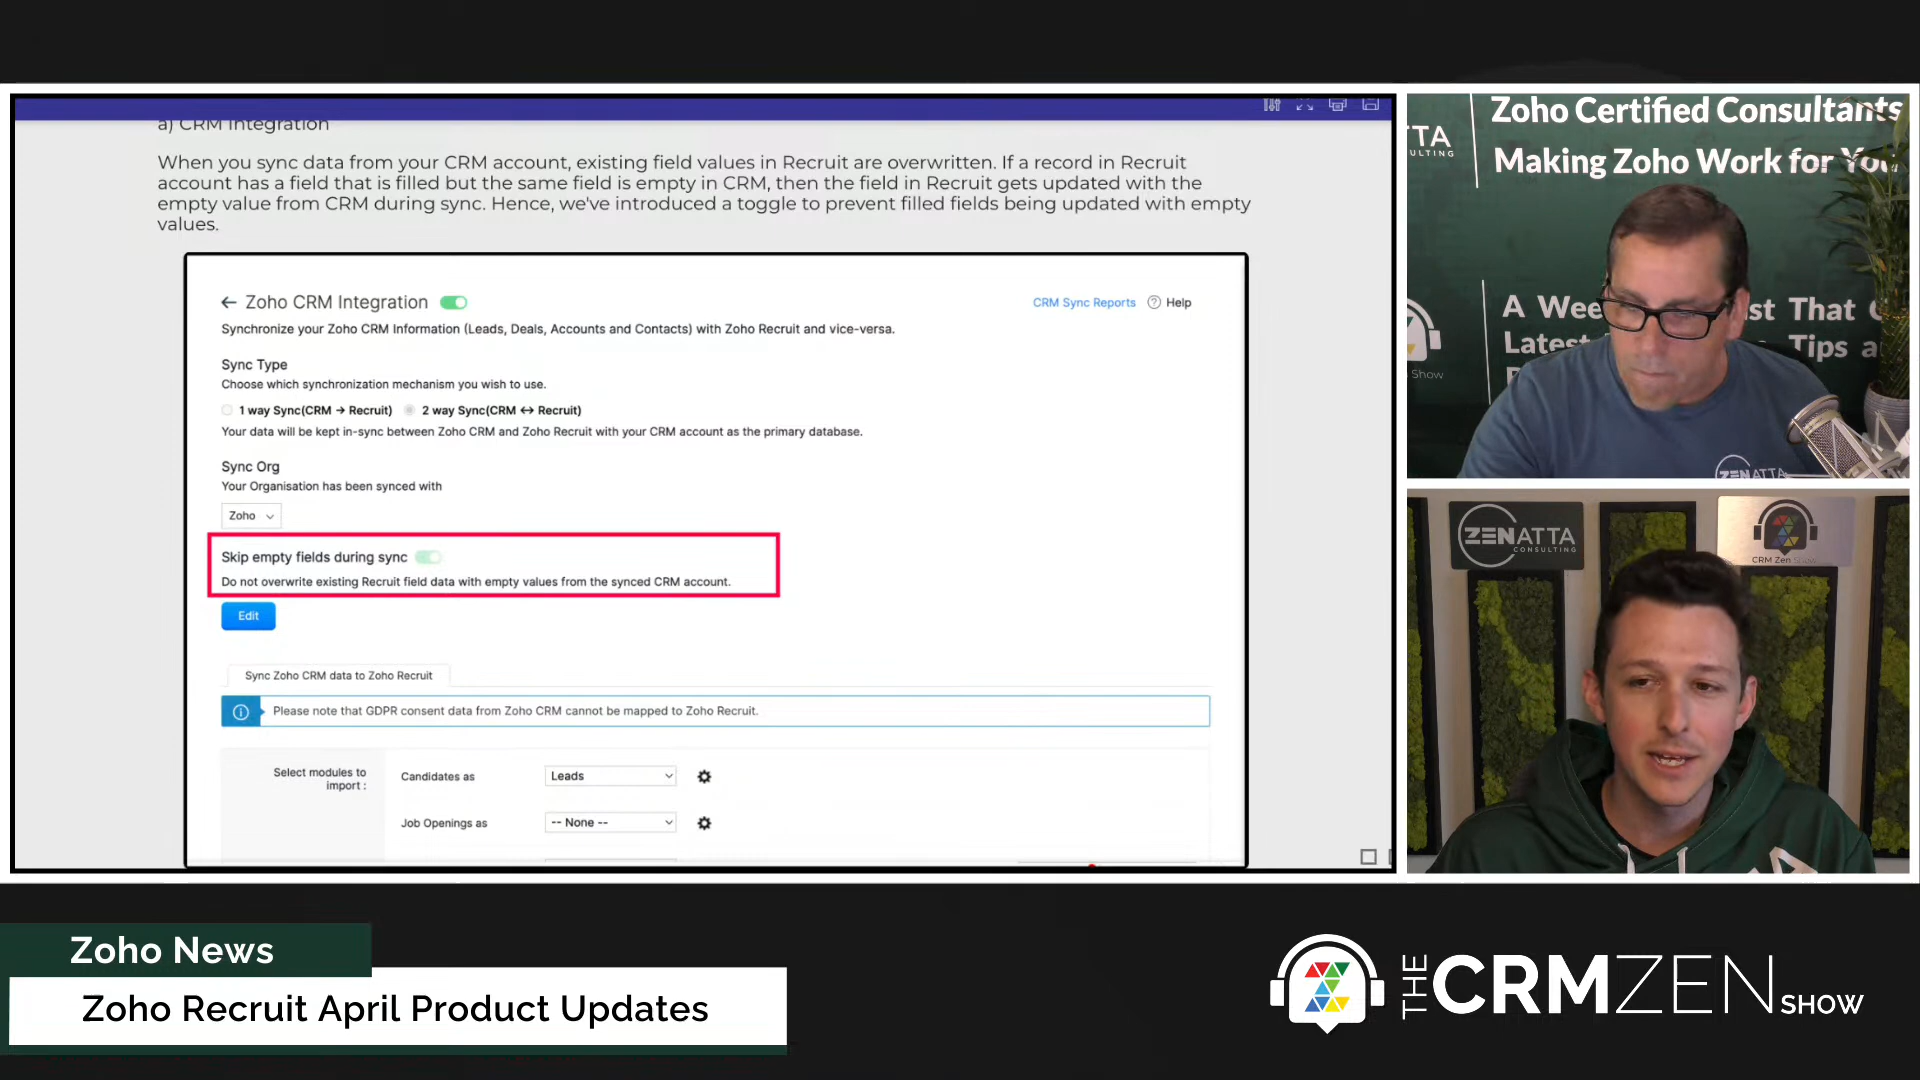 a) CRM Integration
When you sync data from your CRM account, existing field values in Recruit are overwritten. If a record in Recruit
account has a field that is filled but the same field is empty in CRM, then the field in Recruit gets updated with the
empty value from CRM during sync. Hence, we've introduced a toggle to prevent filled fields being updated with empty
values.
Zoho CRM Integration
CRM Sync Reports
Help
Synchronize your Zoho CRM Information (Leads, Deals, Accounts and Contacts) with Zoho Recruit and vice-versa.
Sync Type
Choose which synchronization mechanism you wish to use.
1 way Sync(CRM → Recruit) 2 way Sync(CRM ↔ Recruit)
Your data will be kept in-sync between Zoho CRM and Zoho Recruit with your CRM account as the primary database.
Sync Org
Your Organisation has been synced with
Zoho
Skip empty fields during sync
Do not overwrite existing Recruit field data with empty values from the synced CRM account.
Edit
Sync Zoho CRM data to Zoho Recruit
Please note that GDPR consent data from Zoho CRM cannot be mapped to Zoho Recruit.
Select modules to
import :
Candidates as
Leads
Job Openings as
-- None --
Zoho Certified Consultants
Making Zoho Work for You
TTA
ULTING
A Wee
st That
Latest
Tips
Show
ZENATTA
ZENATTA
CONSULTING
CRM Zen Show
Zoho News
Zoho Recruit April Product Updates
THE CRMZEN SHOW